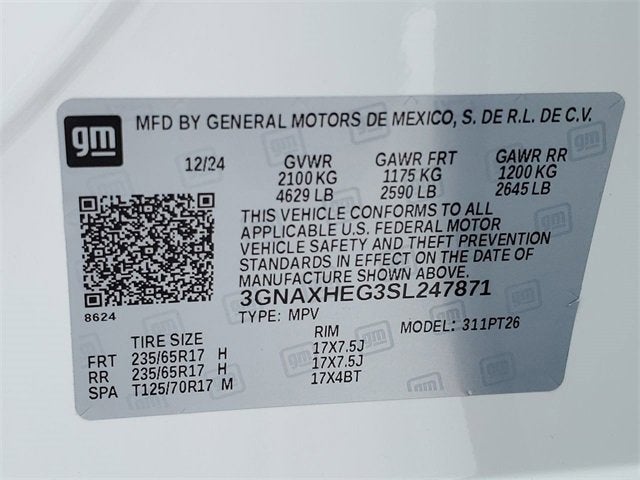 gm
MFD BY GENERAL MOTORS DE MEXICO, S. DE R.L. DE C.V.
12/24 GVWR GAWR FRT GAWR RR
2100 KG 1175 KG 1200 KG
4629 LB 2590 LB 2645 LB
THIS VEHICLE CONFORMS TO ALL
APPLICABLE U.S. FEDERAL MOTOR
VEHICLE SAFETY AND THEFT PREVENTION
STANDARDS IN EFFECT ON THE DATE OF
MANUFACTURE SHOWN ABOVE.
3GNAXHEG3SL247871
8624
TYPE: MPV MODEL: 311PT26
TIRE SIZE RIM
FRT 235/65R17 H 17X7.5J
RR 235/65R17 H 17X7.5J
SPA T125/70R17 M 17X4BT